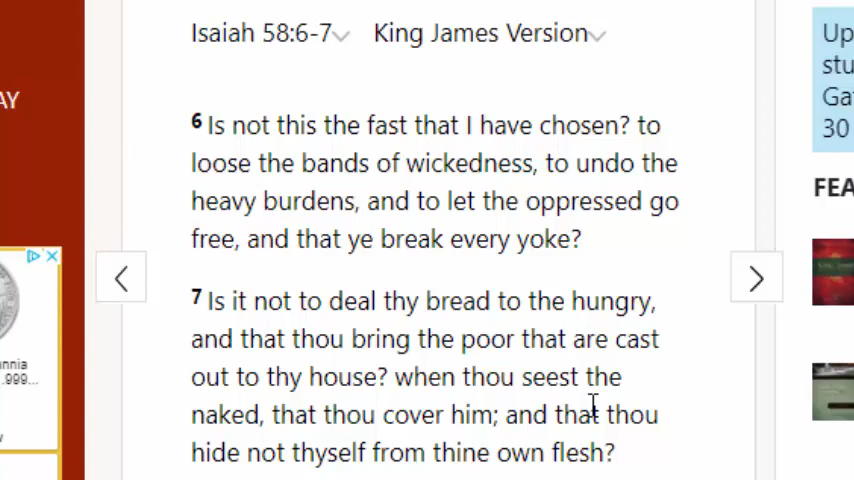 Isaiah 58:6-7 King James Version
6 Is not this the fast that I have chosen? to
loose the bands of wickedness, to undo the
heavy burdens, and to let the oppressed go
free, and that ye break every yoke?
7 Is it not to deal thy bread to the hungry,
and that thou bring the poor that are cast
out to thy house? when thou seest the
naked, that thou cover him; and that thou
hide not thyself from thine own flesh?
AY
nnia
.999...
Up
stu
Ga
30
FEA